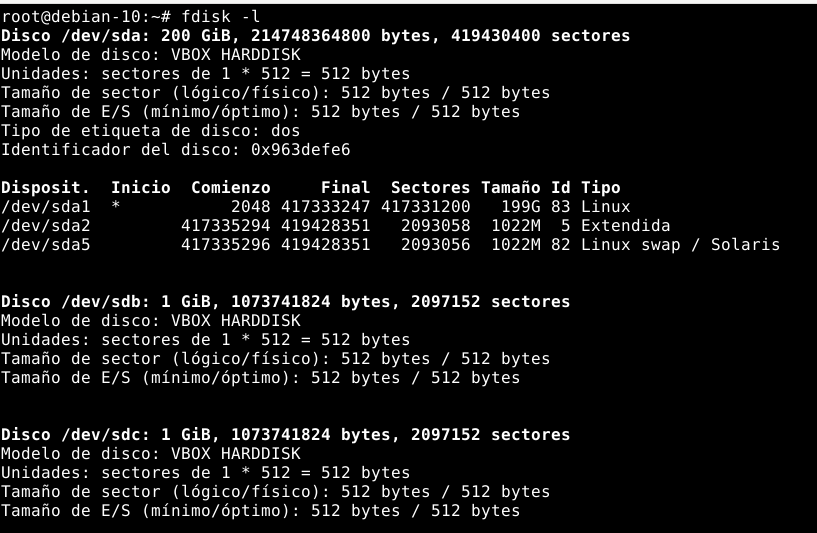 root@debian-10:~# fdisk -l
Disco /dev/sda: 200 GiB, 214748364800 bytes, 419430400 sectores
Modelo de disco: VBOX HARDDISK
Unidades: sectores de 1 * 512 = 512 bytes
Tamaño de sector (lógico/físico): 512 bytes / 512 bytes
Tamaño de E/S (mínimo/óptimo): 512 bytes / 512 bytes
Tipo de etiqueta de disco: dos
Identificador del disco: 0x963defe6
Disposit.  Inicio  Comienzo     Final  Sectores Tamaño Id Tipo
/dev/sda1  *           2048 417333247 417331200   199G 83 Linux
/dev/sda2         417335294 419428351   2093058  1022M  5 Extendida
/dev/sda5         417335296 419428351   2093056  1022M 82 Linux swap / Solaris
Disco /dev/sdb: 1 GiB, 1073741824 bytes, 2097152 sectores
Modelo de disco: VBOX HARDDISK
Unidades: sectores de 1 * 512 = 512 bytes
Tamaño de sector (lógico/físico): 512 bytes / 512 bytes
Tamaño de E/S (mínimo/óptimo): 512 bytes / 512 bytes
Disco /dev/sdc: 1 GiB, 1073741824 bytes, 2097152 sectores
Modelo de disco: VBOX HARDDISK
Unidades: sectores de 1 * 512 = 512 bytes
Tamaño de sector (lógico/físico): 512 bytes / 512 bytes
Tamaño de E/S (mínimo/óptimo): 512 bytes / 512 bytes